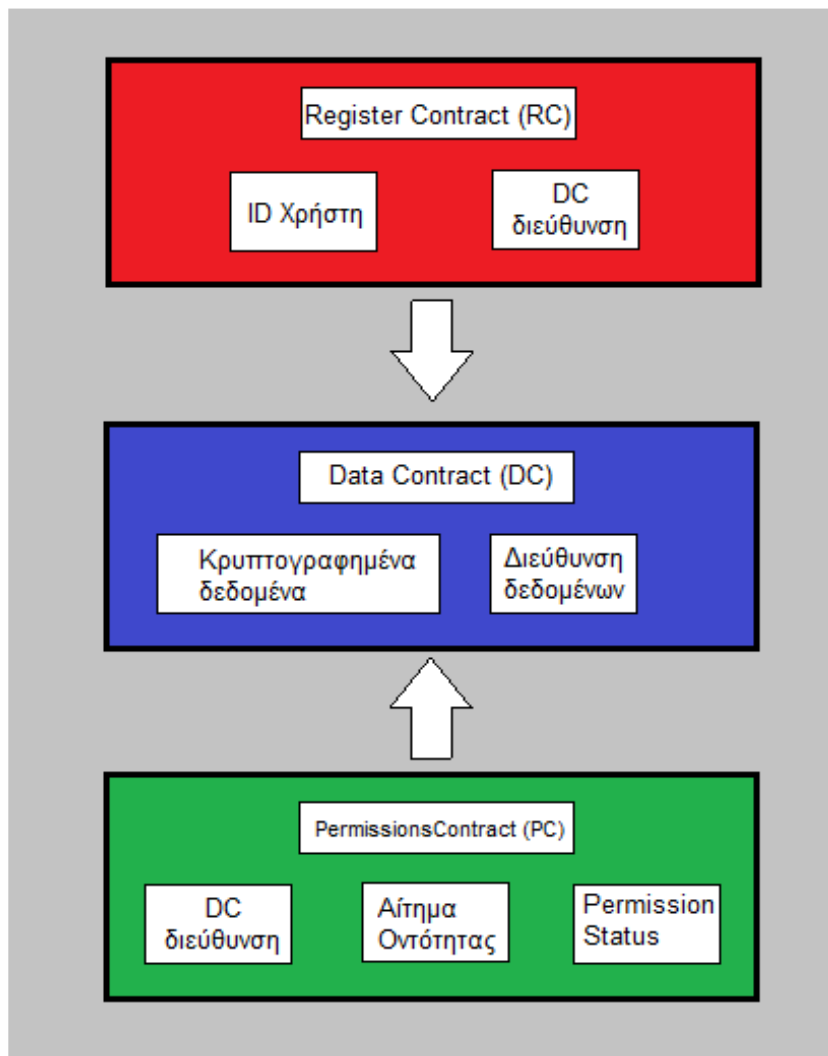 Register Contract (RC)
ID Χρήστη
DC
διεύθυνση
Data Contract (DC)
Κρυπτογραφημένα
δεδομένα
Διεύθυνση
δεδομένων
PermissionsContract (PC)
DC
διεύθυνση
Αίτημα
Οντότητας
Permission
Status